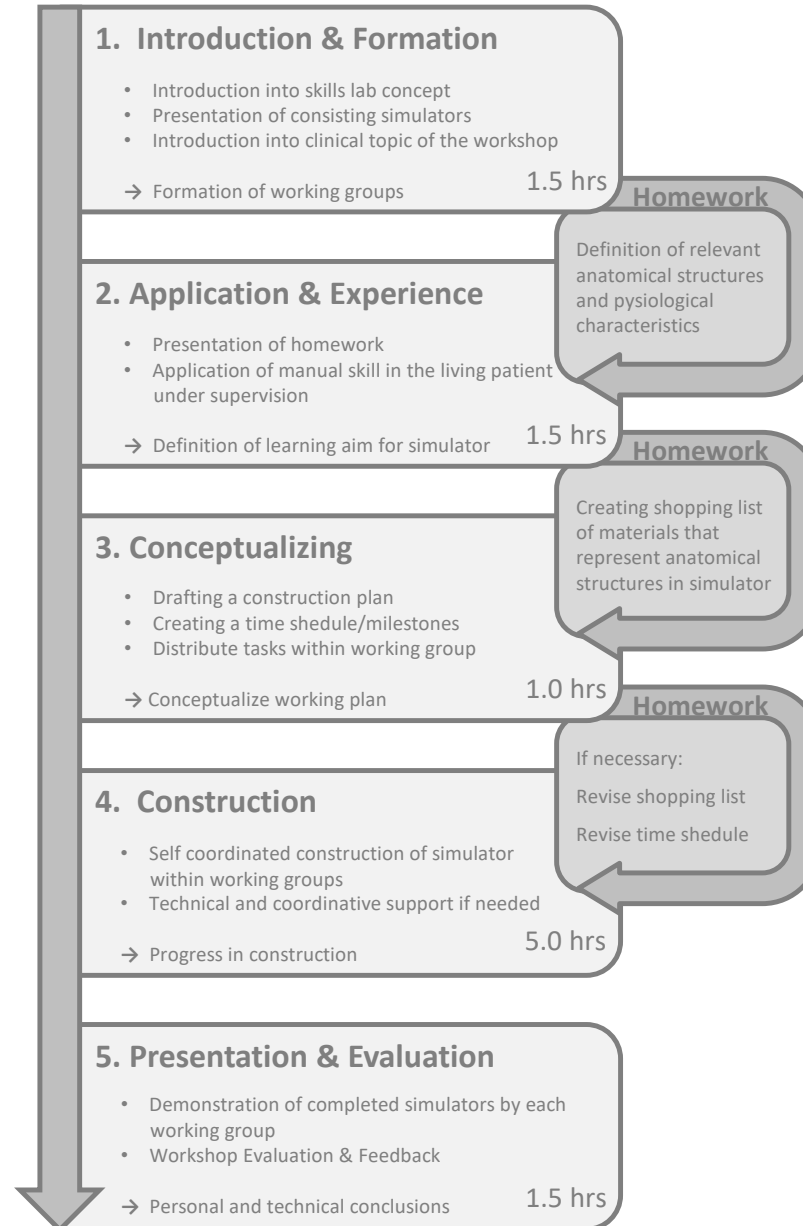 1. Introduction & Formation
• Introduction into skills lab concept
• Presentation of consisting simulators
• Introduction into clinical topic of the workshop
→ Formation of working groups
1.5 hrs
Homework
Definition of relevant
anatomical structures
and pysiological
characteristics
2. Application & Experience
• Presentation of homework
• Application of manual skill in the living patient
under supervision
→ Definition of learning aim for simulator
1.5 hrs
Homework
Creating shopping list
of materials that
represent anatomical
structures in simulator
3. Conceptualizing
• Drafting a construction plan
• Creating a time shedule/milestones
• Distribute tasks within working group
→ Conceptualize working plan
1.0 hrs
Homework
If necessary:
Revise shopping list
Revise time shedule
4. Construction
• Self coordinated construction of simulator
within working groups
• Technical and coordinative support if needed
→ Progress in construction
5.0 hrs
5. Presentation & Evaluation
• Demonstration of completed simulators by each
working group
• Workshop Evaluation & Feedback
→ Personal and technical conclusions
1.5 hrs